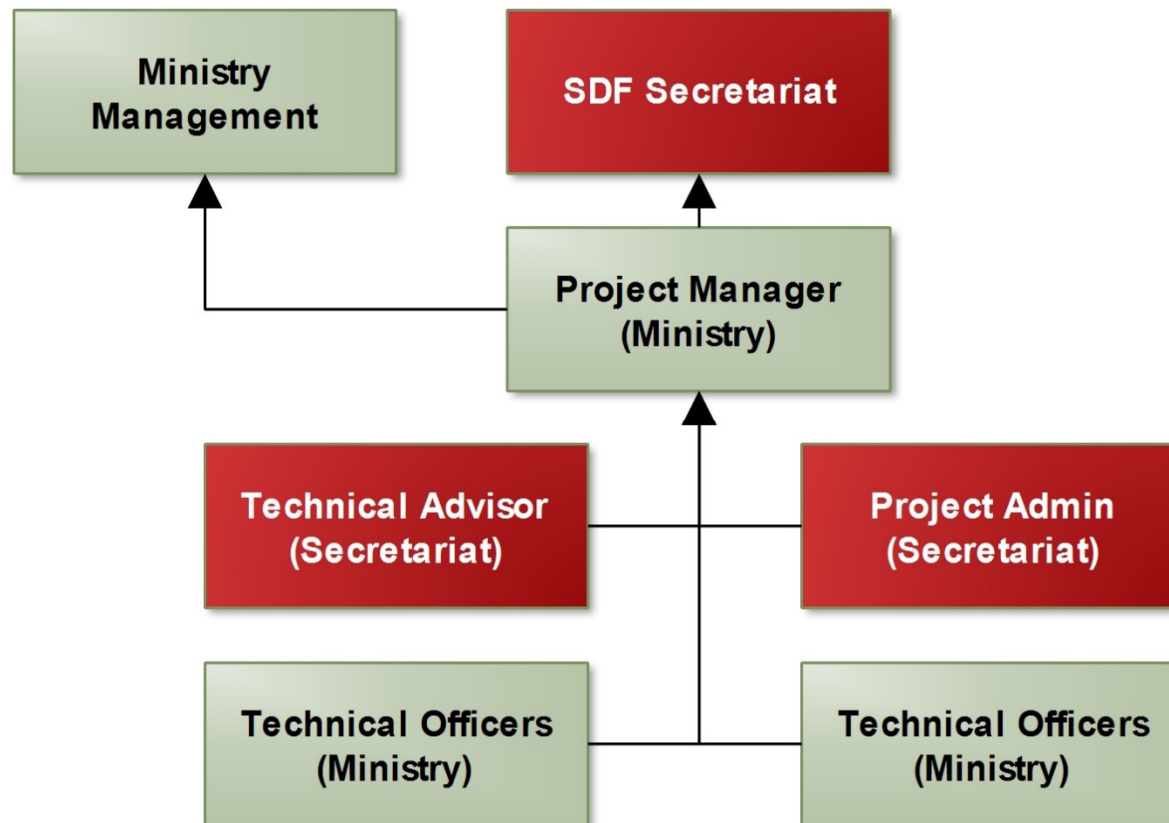 Ministry
Management
SDF Secretariat
Project Manager
(Ministry)
Technical Advisor
(Secretariat)
Project Admin
(Secretariat)
Technical Officers
(Ministry)
Technical Officers
(Ministry)